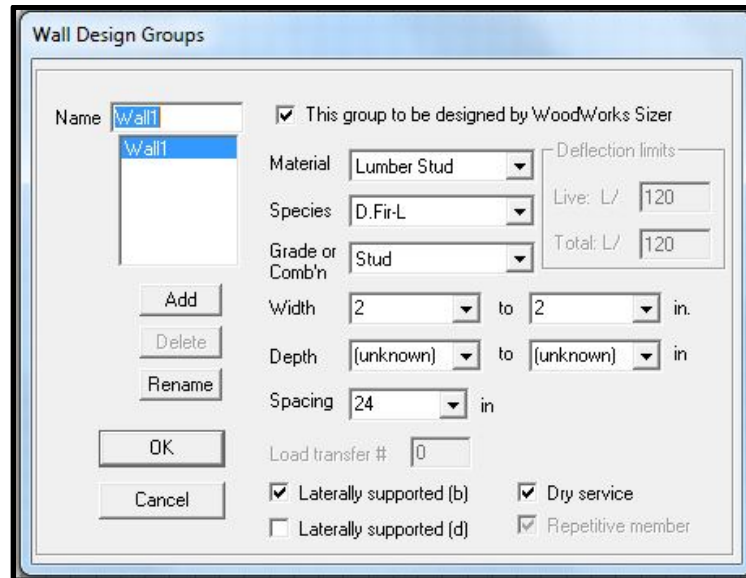 Wall Design Groups
Name Wall1
Wall1
Add
Delete
Rename
OK
Cancel
This group to be designed by WoodWorks Sizer
Material Lumber Stud
Species D.Fir-L
Grade or
Comb'n Stud
Width 2 to 2 in.
Depth (unknown) to (unknown) in
Spacing 24 in
Load transfer # 0
Laterally supported (b) Dry service
Laterally supported (d) Repetitive member
Deflection limits
Live: L/ 120
Total: L/ 120